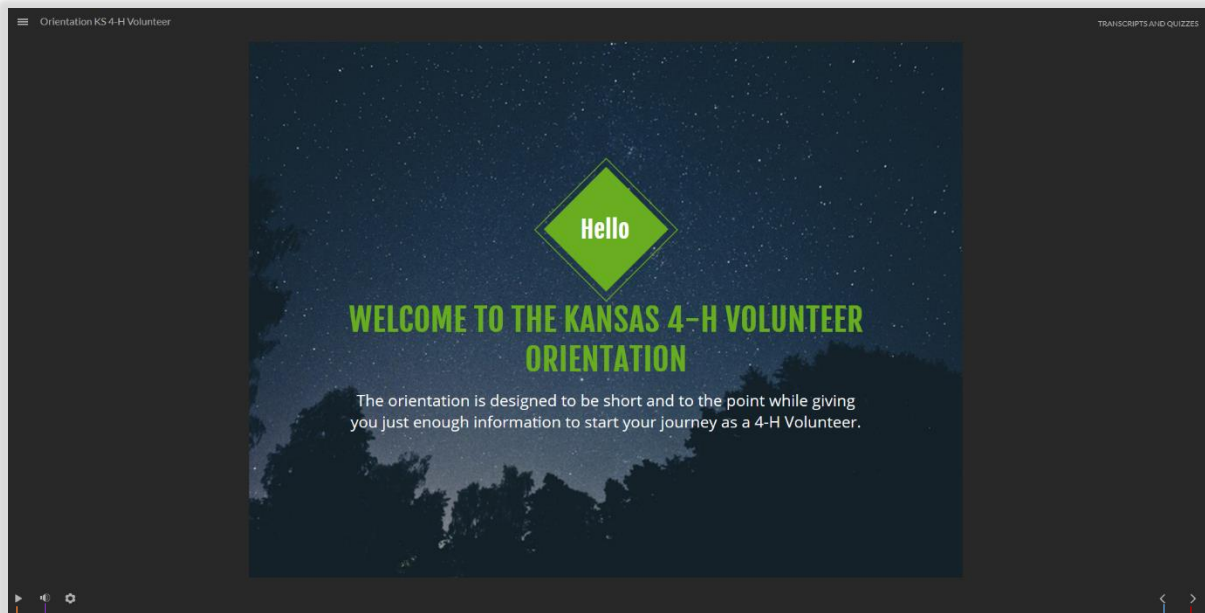 Orientation KS 4-H Volunteer
TRANSCRIPTS AND QUIZZES
Hello
WELCOME TO THE KANSAS 4-H VOLUNTEER
ORIENTATION
The orientation is designed to be short and to the point while giving
you just enough information to start your journey as a 4-H Volunteer.